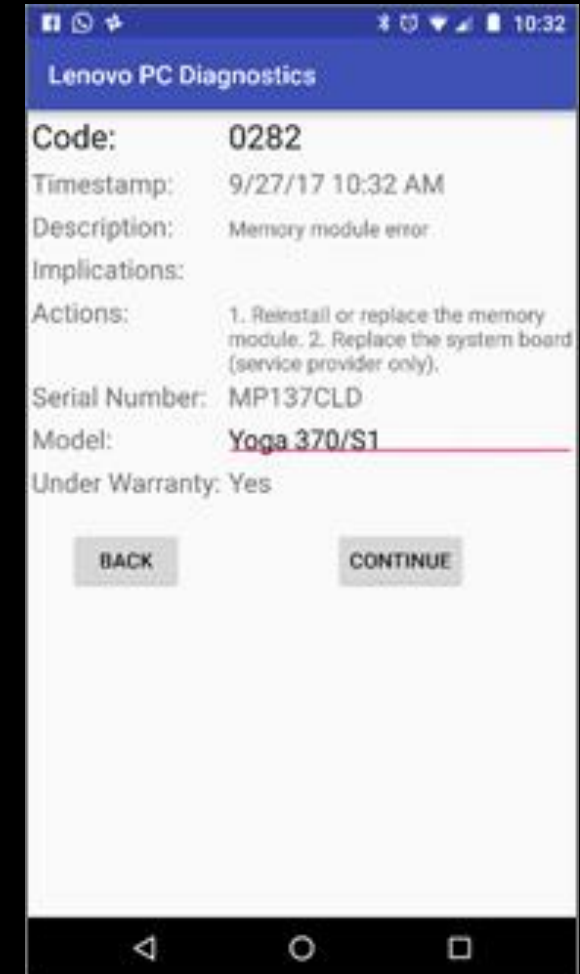 10:32
Lenovo PC Diagnostics
Code: 0282
Timestamp: 9/27/17 10:32 AM
Description: Memory module error
Implications:
Actions: 1. Reinstall or replace the memory
module. 2. Replace the system board
(service provider only).
Serial Number: MP137CLD
Model: Yoga 370/S1
Under Warranty: Yes
BACK CONTINUE